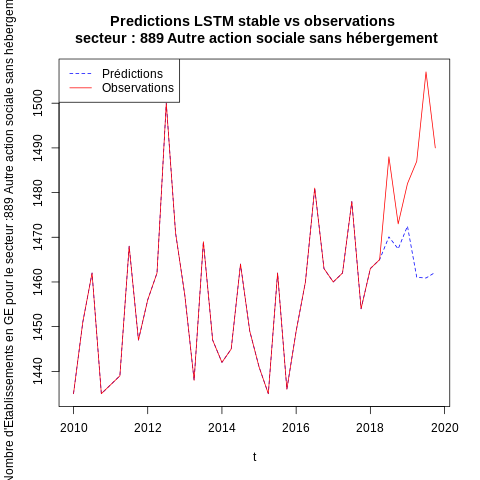 Predictions LSTM stable vs observations
secteur : 889 Autre action sociale sans hébergement
Nombre d'Etablissements en GE pour le secteur :889 Autre action sociale sans hébergement
Prédictions
Observations
1500
1490
1480
1470
1460
1450
1440
2010
2012
2014
2016
2018
2020
t